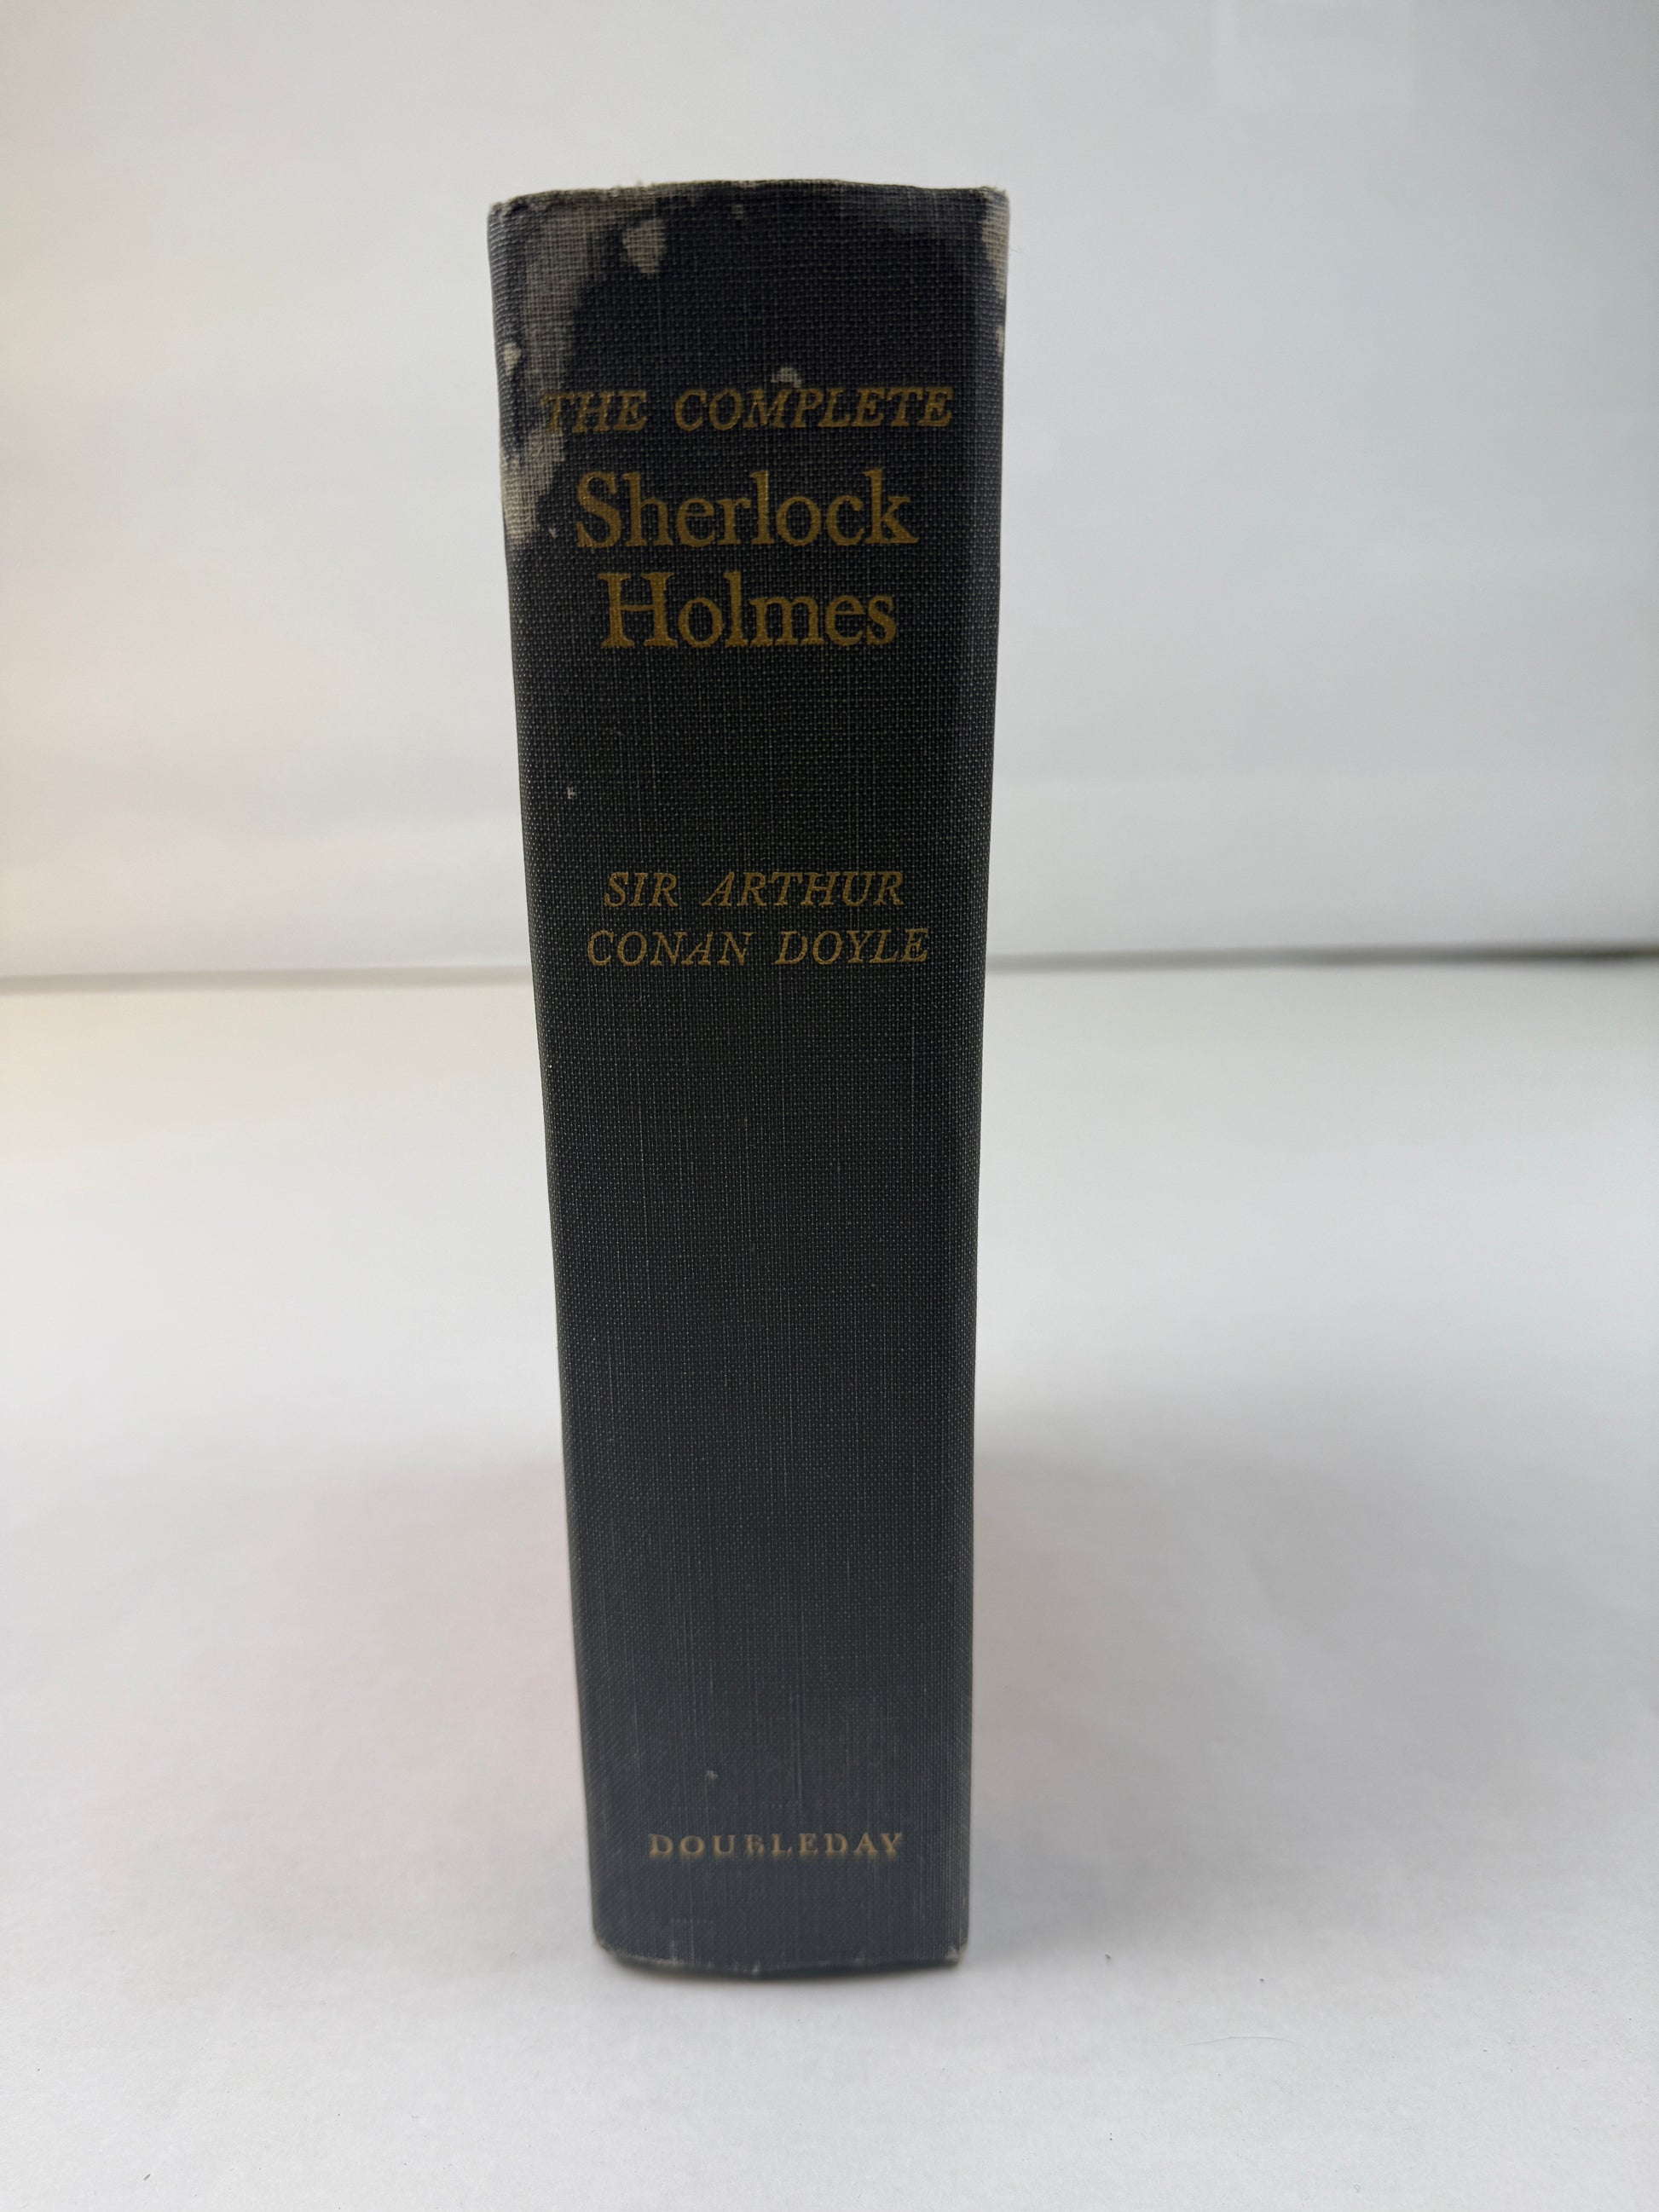 THE COMPLETE
Sherlock
Holmes
SIR ARTHUR
CONAN DOYLE
DOUBLEDAY